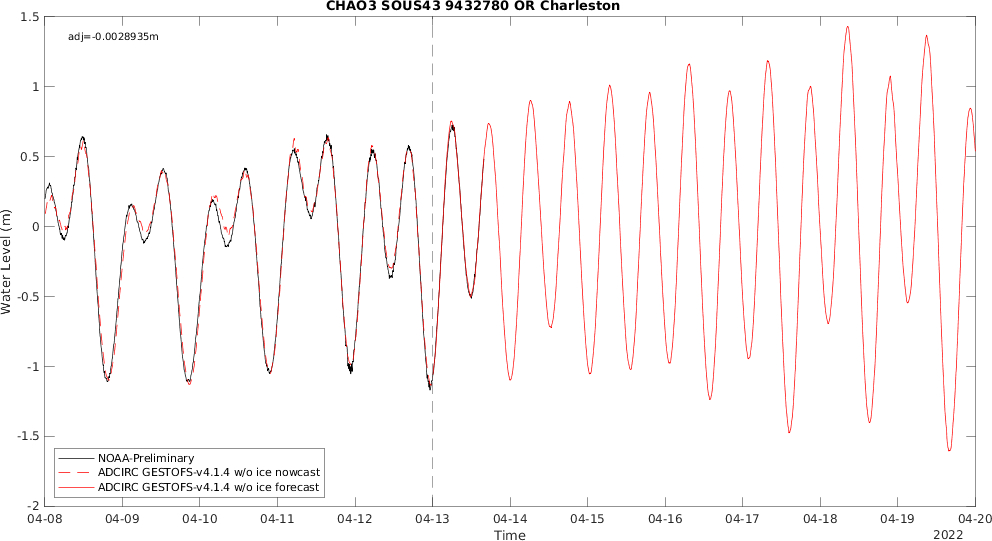 CHAO3 SOUS43 9432780 OR Charleston
adj=-0.0028935m
1.5
1
0.5
0
-0.5
-1
-1.5
-2
Water Level (m)
NOAA-Preliminary
ADCIRC GESTOFS-v4.1.4 w/o ice nowcast
ADCIRC GESTOFS-v4.1.4 w/o ice forecast
04-08 04-09 04-10 04-11 04-12 04-13 04-14 04-15 04-16 04-17 04-18 04-19 04-20
Time
2022